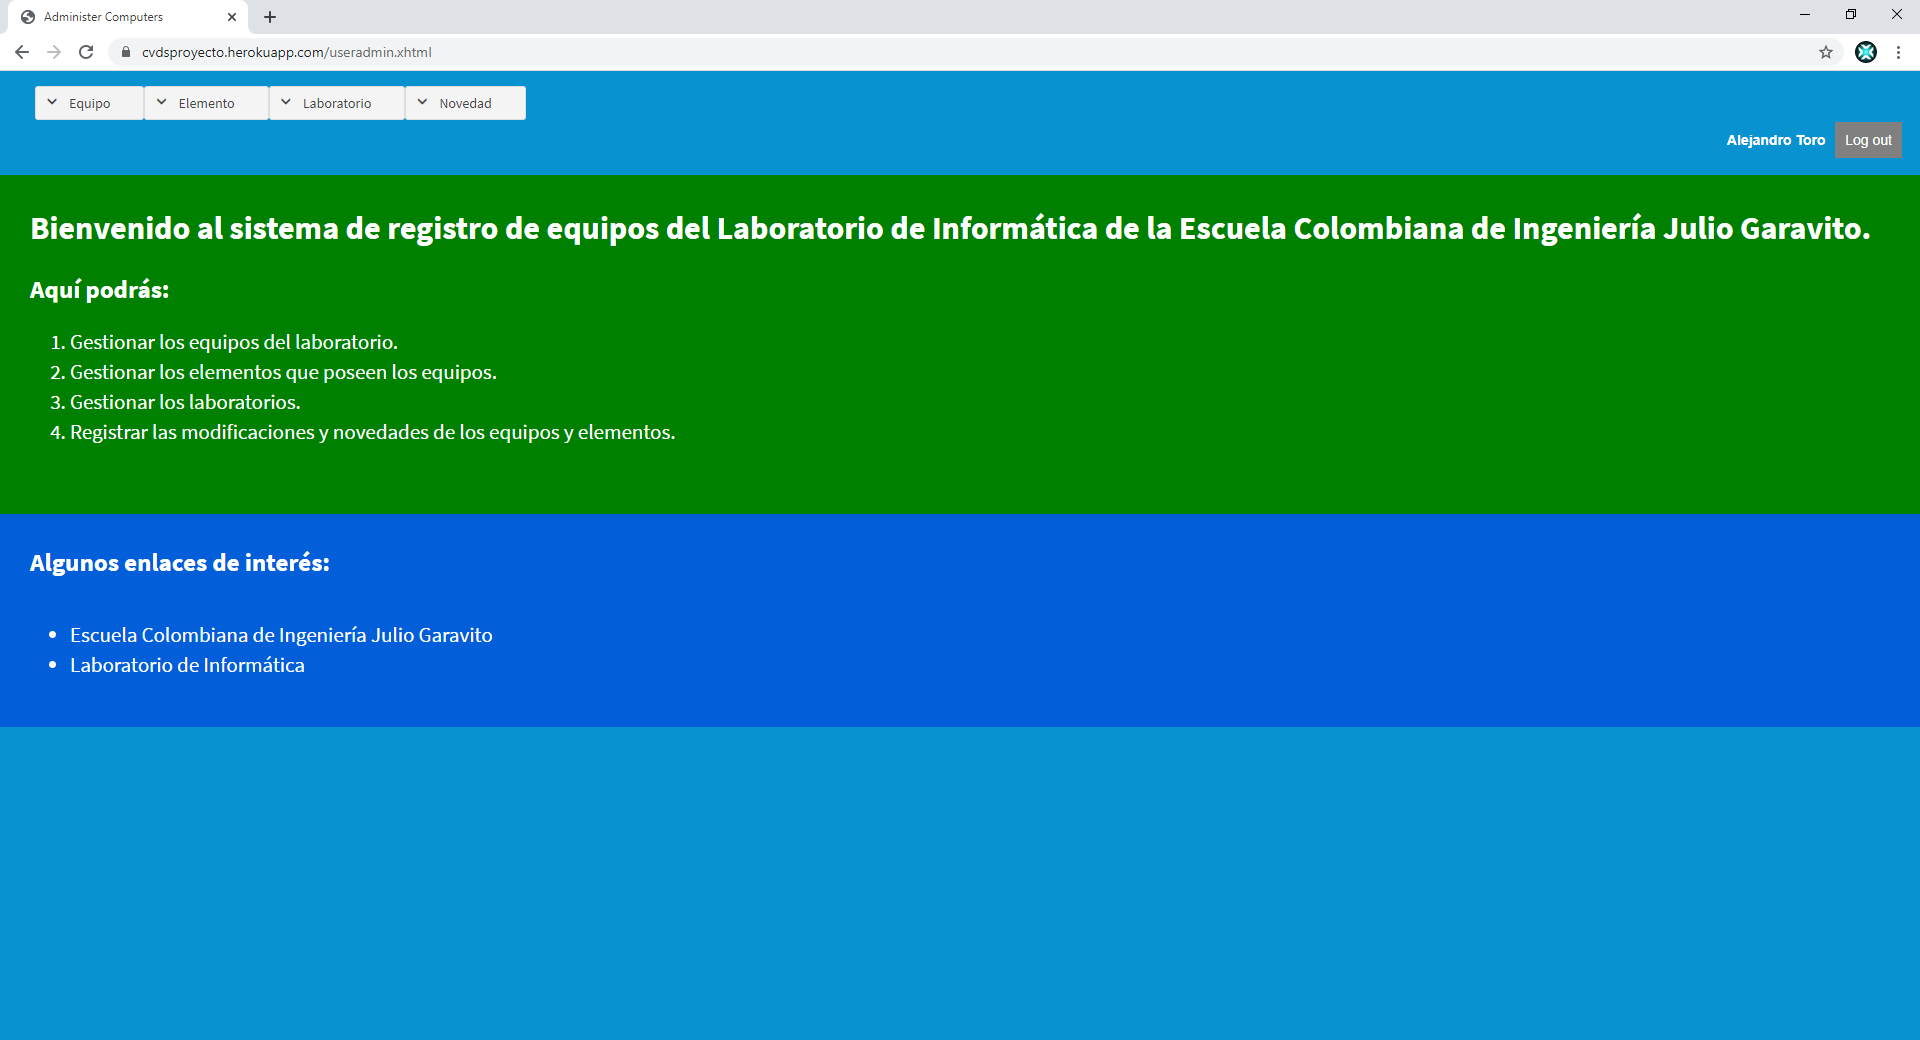 Administer Computers
cvdsproyecto.herokuapp.com/useradmin.xhtml
Equipo Elemento Laboratorio Novedad
Alejandro Toro Log out
Bienvenido al sistema de registro de equipos del Laboratorio de Informática de la Escuela Colombiana de Ingeniería Julio Garavito.
Aquí podrás:
1. Gestionar los equipos del laboratorio.
2. Gestionar los elementos que poseen los equipos.
3. Gestionar los laboratorios.
4. Registrar las modificaciones y novedades de los equipos y elementos.
Algunos enlaces de interés:
• Escuela Colombiana de Ingeniería Julio Garavito
• Laboratorio de Informática